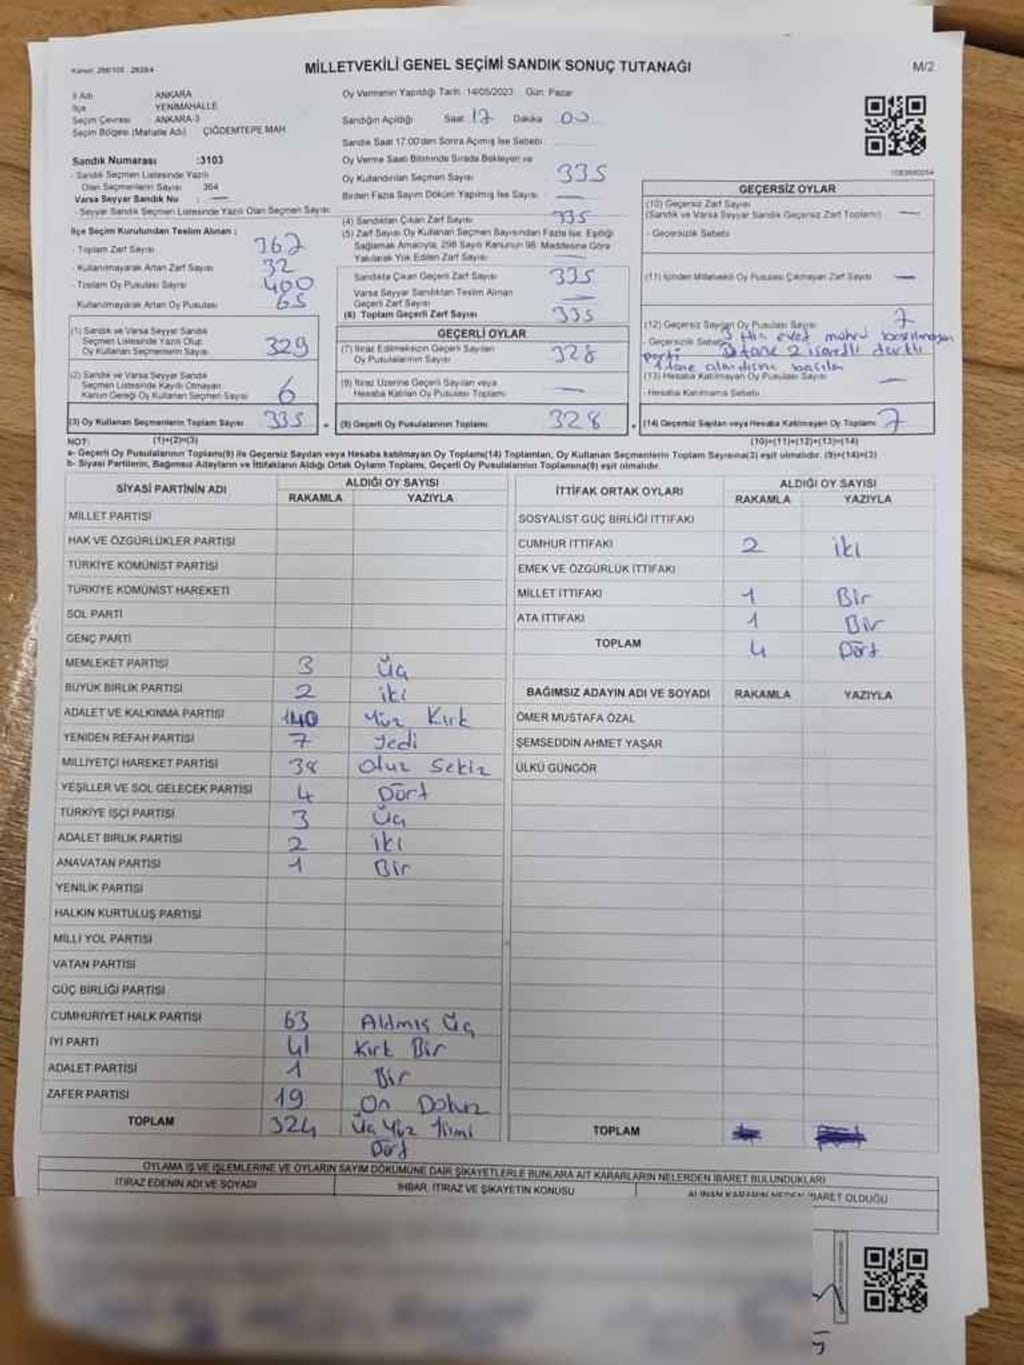 Kanun: 298/105 - 2839/4
MİLLETVEKİLİ GENEL SEÇİMİ SANDIK SONUÇ TUTANAĞI
M/2
İl Adı ANKARA
İlçe YENİMAHALLE
Seçim Çevresi ANKARA-3
Seçim Bölgesi (Mahalle Adı) ÇİĞDEMTEPE MAH
Sandık Numarası :3103
- Sandık Seçmen Listesinde Yazılı
Olan Seçmenlerin Sayısı 364
Varsa Seyyar Sandık No : —
- Seyyar Sandık Seçmen Listesinde Yazılı Olan Seçmen Sayısı:
İlçe Seçim Kurulundan Teslim Alınan :
- Toplam Zarf Sayısı 367
- Kullanılmayarak Artan Zarf Sayısı 32
- Toplam Oy Pusulası Sayısı 400
- Kullanılmayarak Artan Oy Pusulası 65
(1) Sandık ve Varsa Seyyar Sandık
Seçmen Listesinde Yazılı Olup
Oy Kullanan Seçmenlerin Sayısı 329
(2) Sandık ve Varsa Seyyar Sandık
Seçmen Listesinde Kayıtlı Olmayan
Kanun Gereği Oy Kullanan Seçmen Sayısı 6
(3) Oy Kullanan Seçmenlerin Toplam Sayısı 335
Oy Vermenin Yapıldığı Tarih :14/05/2023 Gün: Pazar
Sandığın Açıldığı Saat 17 Dakika 00
Sandık Saat 17:00'den Sonra Açılmış İse Sebebi
Oy Verme Saati Bitiminde Sırada Bekleyen ve
Oy Kullandırılan Seçmen Sayısı 335
Birden Fazla Sayım Döküm Yapılmış İse Sayısı —
(4) Sandıktan Çıkan Zarf Sayısı 335
(5) Zarf Sayısı Oy Kullanan Seçmen Sayısından Fazla İse, Eşitliği
Sağlamak Amacıyla, 298 Sayılı Kanunun 98. Maddesine Göre
Yakılarak Yok Edilen Zarf Sayısı —
Sandıkta Çıkan Geçerli Zarf Sayısı 335
Varsa Seyyar Sandıktan Teslim Alınan
Geçerli Zarf Sayısı —
(6) Toplam Geçerli Zarf Sayısı 335
GEÇERLİ OYLAR
(7) İtiraz Edilmeksizin Geçerli Sayılan
Oy Pusulalarının Sayısı 328
(8) İtiraz Üzerine Geçerli Sayılan veya
Hesaba Katılan Oy Pusulası Toplamı —
(9) Geçerli Oy Pusulalarının Toplamı 328
GEÇERSİZ OYLAR
(10) Geçersiz Zarf Sayısı
(Sandık ve Varsa Seyyar Sandık Geçersiz Zarf Toplamı) —
- Geçersizlik Sebebi
(11) İçinden Milletvekili Oy Pusulası Çıkmayan Zarf Sayısı —
(12) Geçersiz Sayılan Oy Pusulası Sayısı 7
- Geçersizlik Sebebi evet mührü basılmayan
tane 2 işaretli
tane
(13) Hesaba Katılmayan Oy Pusulası Sayısı —
- Hesaba Katılmama Sebebi
(14) Geçersiz Sayılan veya Hesaba Katılmayan Oy Toplamı 7
NOT: (1)+(2)=(3) (10)+(11)+(12)+(13)=(14)
a- Geçerli Oy Pusulalarının Toplamı(9) ile Geçersiz Sayılan veya Hesaba Katılmayan Oy Toplamı(14) Toplamları, Oy Kullanan Seçmenlerin Toplam Sayısına(3) eşit olmalıdır. (9)+(14)=(3)
b- Siyasi Partilerin, Bağımsız Adayların ve İttifakların Aldığı Ortak Oyların Toplamı, Geçerli Oy Pusulalarının Toplamına(9) eşit olmalıdır.
SİYASİ PARTİNİN ADI ALDIĞI OY SAYISI
RAKAMLA YAZIYLA
MİLLET PARTİSİ
HAK VE ÖZGÜRLÜKLER PARTİSİ
TÜRKİYE KOMÜNİST PARTİSİ
TÜRKİYE KOMÜNİST HAREKETİ
SOL PARTİ
GENÇ PARTİ
MEMLEKET PARTİSİ 3 Üç
BÜYÜK BİRLİK PARTİSİ 2 iki
ADALET VE KALKINMA PARTİSİ 140 Yüz Kırk
YENİDEN REFAH PARTİSİ 7 Yedi
MİLLİYETÇİ HAREKET PARTİSİ 38 Otuz Sekiz
YEŞİLLER VE SOL GELECEK PARTİSİ 4 Dört
TÜRKİYE İŞÇİ PARTİSİ 3 Üç
ADALET BİRLİK PARTİSİ 2 iki
ANAVATAN PARTİSİ 1 Bir
YENİLİK PARTİSİ
HALKIN KURTULUŞ PARTİSİ
MİLLİ YOL PARTİSİ
VATAN PARTİSİ
GÜÇ BİRLİĞİ PARTİSİ
CUMHURİYET HALK PARTİSİ 63 Altmış Üç
İYİ PARTİ 41 Kırk Bir
ADALET PARTİSİ 1 Bir
ZAFER PARTİSİ 19 On Dokuz
TOPLAM 324 Üç Yüz Yirmi
Dört
İTTİFAK ORTAK OYLARI ALDIĞI OY SAYISI
RAKAMLA YAZIYLA
SOSYALİST GÜÇ BİRLİĞİ İTTİFAKI
CUMHUR İTTİFAKI 2 iki
EMEK VE ÖZGÜRLÜK İTTİFAKI
MİLLET İTTİFAKI 1 Bir
ATA İTTİFAKI 1 Bir
TOPLAM 4 Dört
BAĞIMSIZ ADAYIN ADI VE SOYADI RAKAMLA YAZIYLA
ÖMER MUSTAFA ÖZAL
ŞEMSEDDİN AHMET YAŞAR
ÜLKÜ GÜNGÖR
TOPLAM
OYLAMA İŞ VE İŞLEMLERİNE VE OYLARIN SAYIM DÖKÜMÜNE DAİR ŞİKAYETLERLE BUNLARA AİT KARARLARIN NELERDEN İBARET BULUNDUKLARI
İTİRAZ EDENİN ADI VE SOYADI İHBAR, İTİRAZ VE ŞİKAYETİN KONUSU ALINAN KARARIN NEDEN İBARET OLDUĞU